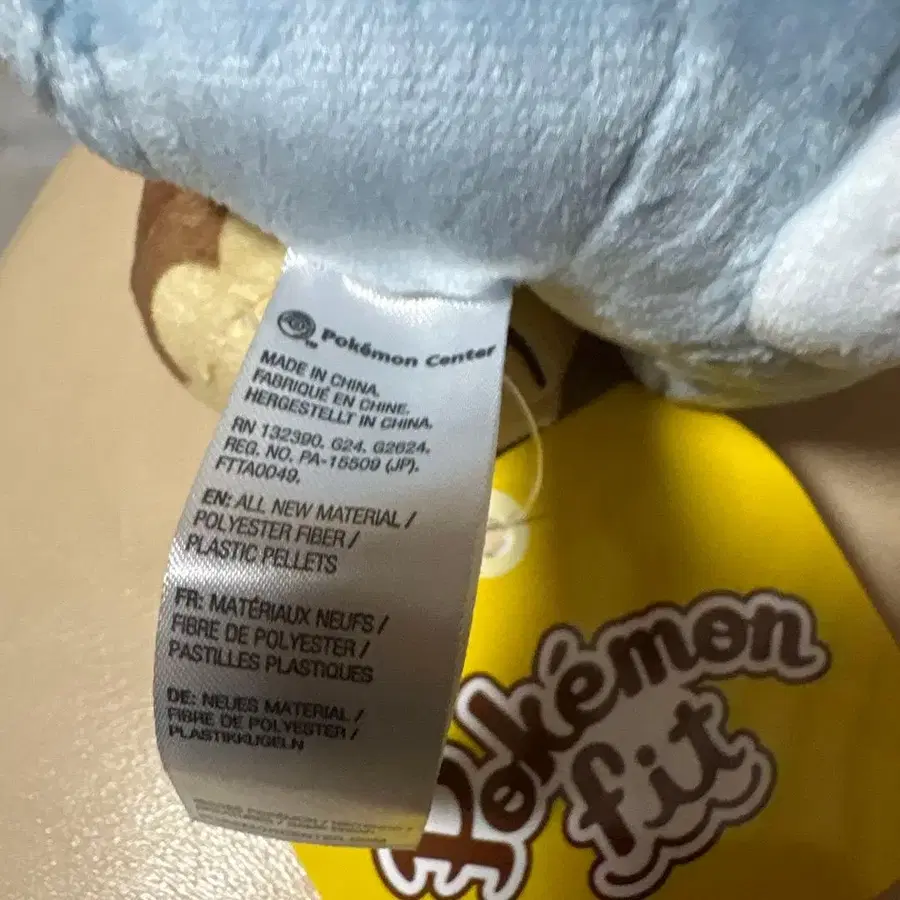 Pokémon Center
MADE IN CHINA.
FABRIQUÉ EN CHINE.
HERGESTELLT IN CHINA.
RN 132390. G24. G2624.
REG. NO. PA-15509 (JP).
FTTA0049.
EN: ALL NEW MATERIAL /
POLYESTER FIBER /
PLASTIC PELLETS
FR: MATÉRIAUX NEUFS /
FIBRE DE POLYESTER /
PASTILLES PLASTIQUES
DE: NEUES MATERIAL /
FIBRE DE POLYESTER /
PLASTIKKUGELN
Pokémon
fit